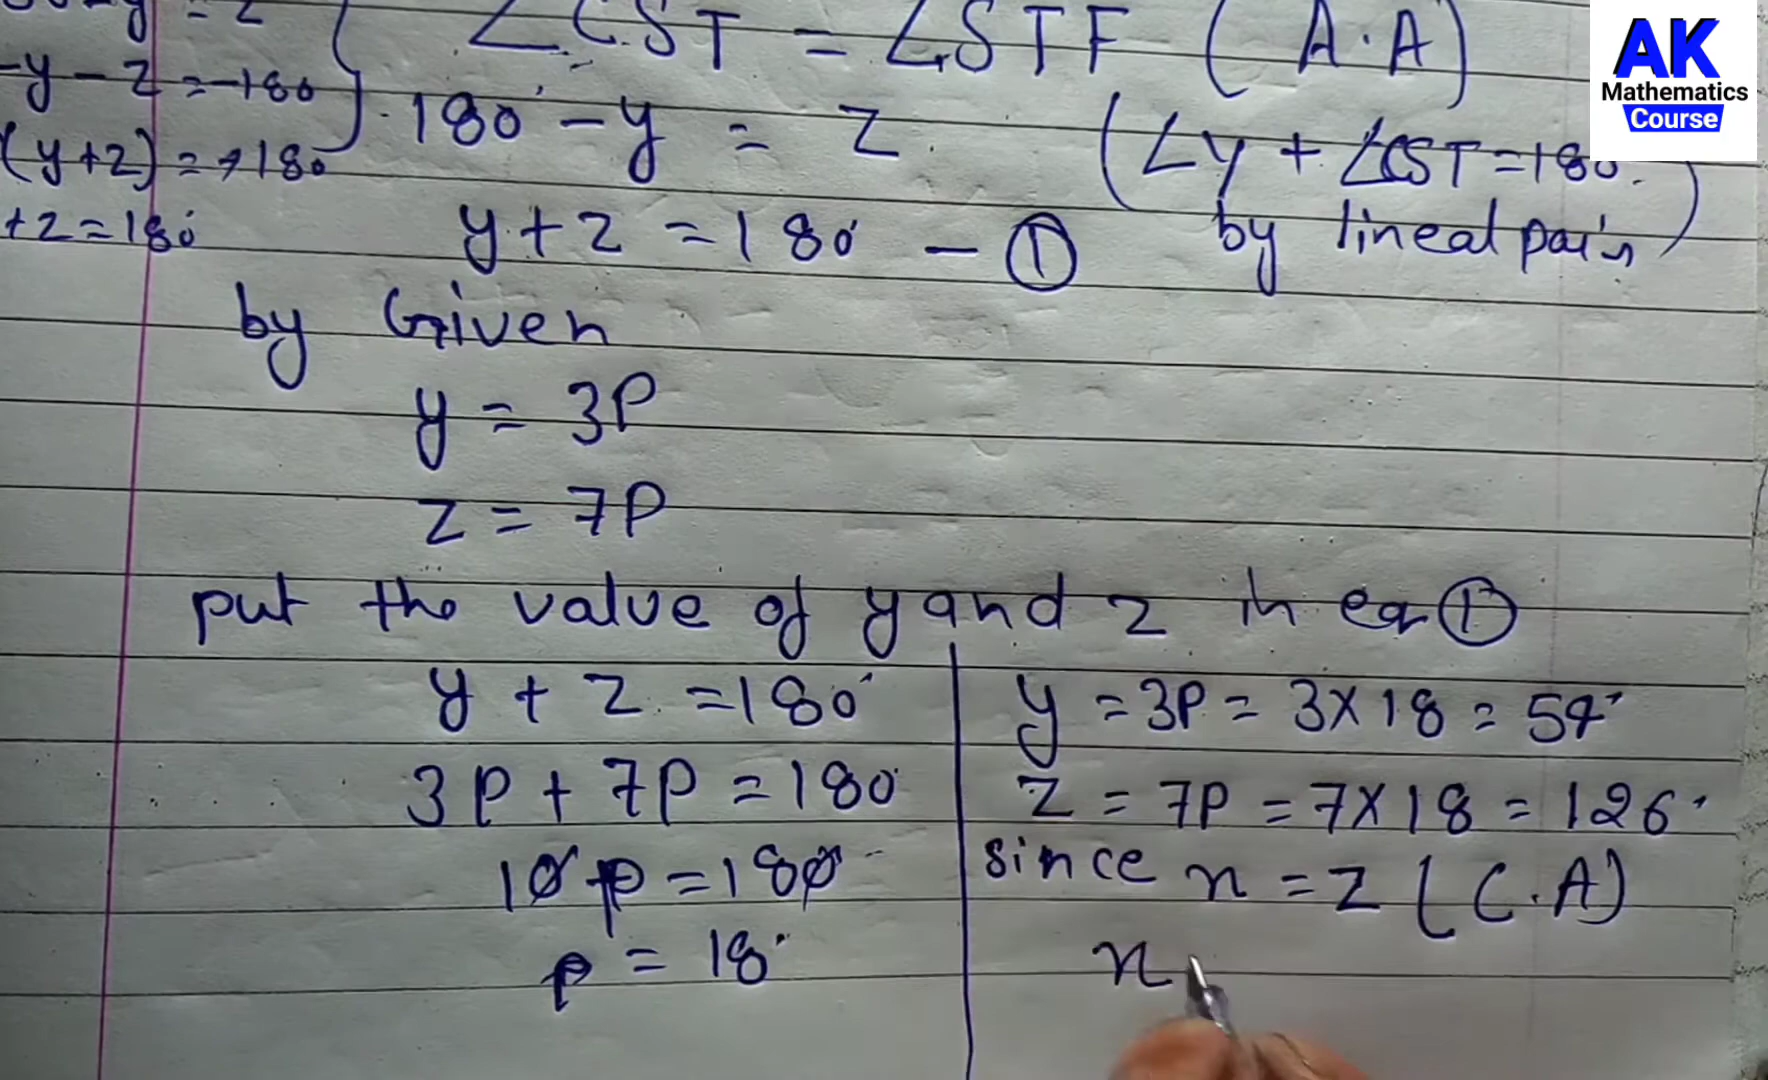 -y = z
∠CST = ∠STF (A.A)
-y - z = -180
180° - y = z
(∠y + ∠CST = 180.
(y+z) = +180
by lineal pair)
+z = 180°
y + z = 180° - ①
by Given
y = 3P
z = 7P
put the value of y and z in eq ①
y + z = 180°
3P + 7P = 180
10 p = 180
p = 18°
y = 3P = 3 x 18 = 54°
z = 7P = 7 x 18 = 126°
since n = z (C.A)
n
AK
Mathematics
Course